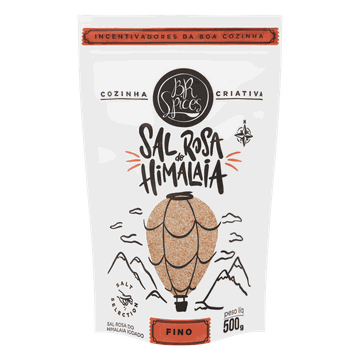 INCENTIVADORES DA BOA COZINHA
BR
Spices
COZINHA CRIATIVA
SAL ROSA
do
HIMALAIA
SALT
SELECTION
SAL ROSA DO
HIMALAIA IODADO
FINO
peso líq
500g